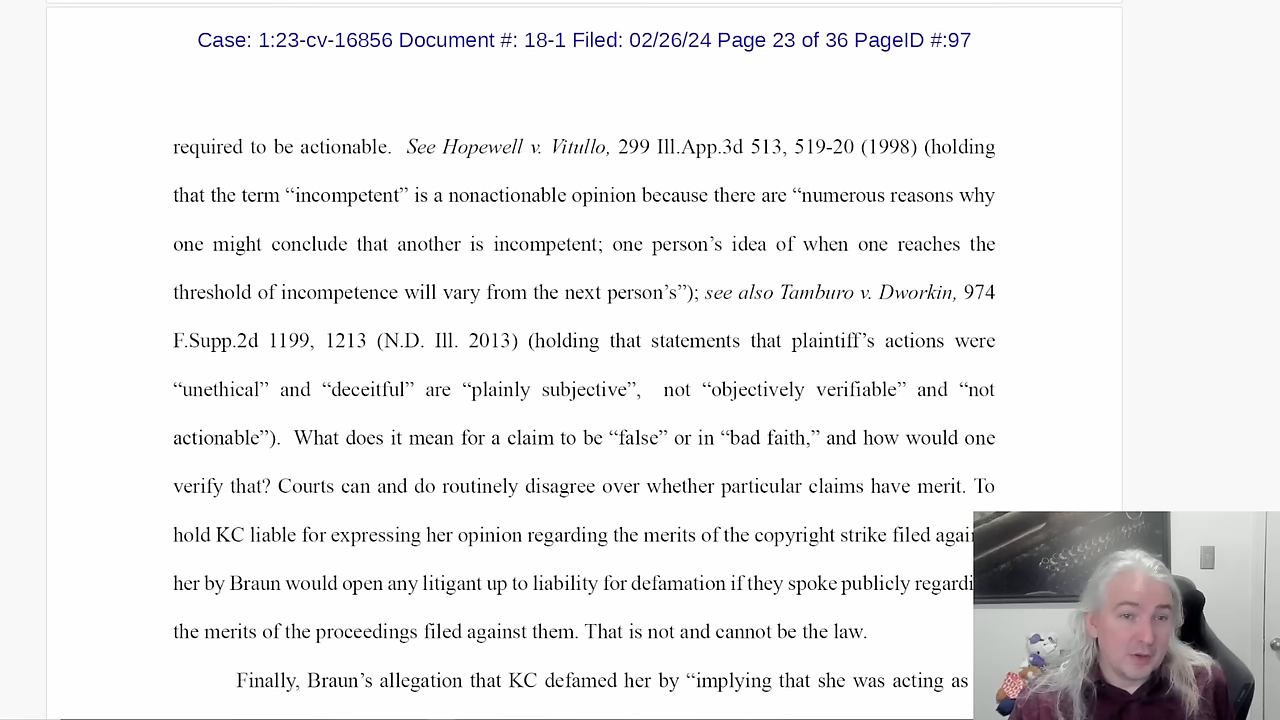 Case: 1:23-cv-16856 Document #: 18-1 Filed: 02/26/24 Page 23 of 36 PageID #:97
required to be actionable. See Hopewell v. Vitullo, 299 Ill.App.3d 513, 519-20 (1998) (holding
that the term “incompetent” is a nonactionable opinion because there are “numerous reasons why
one might conclude that another is incompetent; one person’s idea of when one reaches the
threshold of incompetence will vary from the next person’s”); see also Tamburo v. Dworkin, 974
F.Supp.2d 1199, 1213 (N.D. Ill. 2013) (holding that statements that plaintiff’s actions were
“unethical” and “deceitful” are “plainly subjective”, not “objectively verifiable” and “not
actionable”). What does it mean for a claim to be “false” or in “bad faith,” and how would one
verify that? Courts can and do routinely disagree over whether particular claims have merit. To
hold KC liable for expressing her opinion regarding the merits of the copyright strike filed
her by Braun would open any litigant up to liability for defamation if they spoke publicly
the merits of the proceedings filed against them. That is not and cannot be the law.
Finally, Braun’s allegation that KC defamed her by “implying that she was acting as